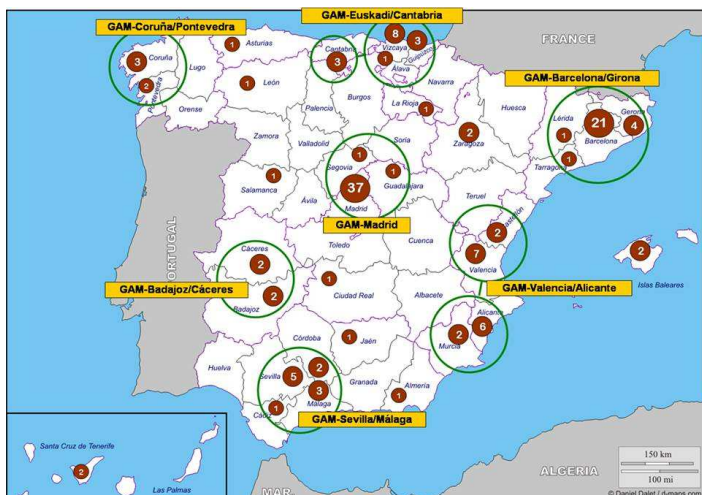 GAM-Coruña/Pontevedra
GAM-Euskadi/Cantabria
FRANCE
Asturias
1
Cantabria
3
8
Vizcaya
3
Guipúzcoa
1
Álava
3
Coruña
Lugo
2
Pontevedra
Orense
1
León
Palencia
Burgos
Navarra
La Rioja
1
Huesca
GAM-Barcelona/Girona
Lérida
1
21
Barcelona
Gerona
4
Tarragona
1
Zamora
Valladolid
Soria
2
Zaragoza
Segovia
1
1
Guadalajara
37
Madrid
GAM-Madrid
1
Salamanca
Ávila
Teruel
Castellón
2
7
Valencia
2
Islas Baleares
PORTUGAL
Cáceres
2
Toledo
Cuenca
GAM-Badajoz/Cáceres
2
Badajoz
1
Ciudad Real
Albacete
GAM-Valencia/Alicante
Alicante
6
2
Murcia
Huelva
Córdoba
1
Jaén
Sevilla
5
2
3
Málaga
Granada
Almería
1
Cádiz
1
GAM-Sevilla/Málaga
Santa Cruz de Tenerife
2
Las Palmas
MAR.
ALGERIA
150 km
100 mi
© Daniel Dalet / d-maps.com